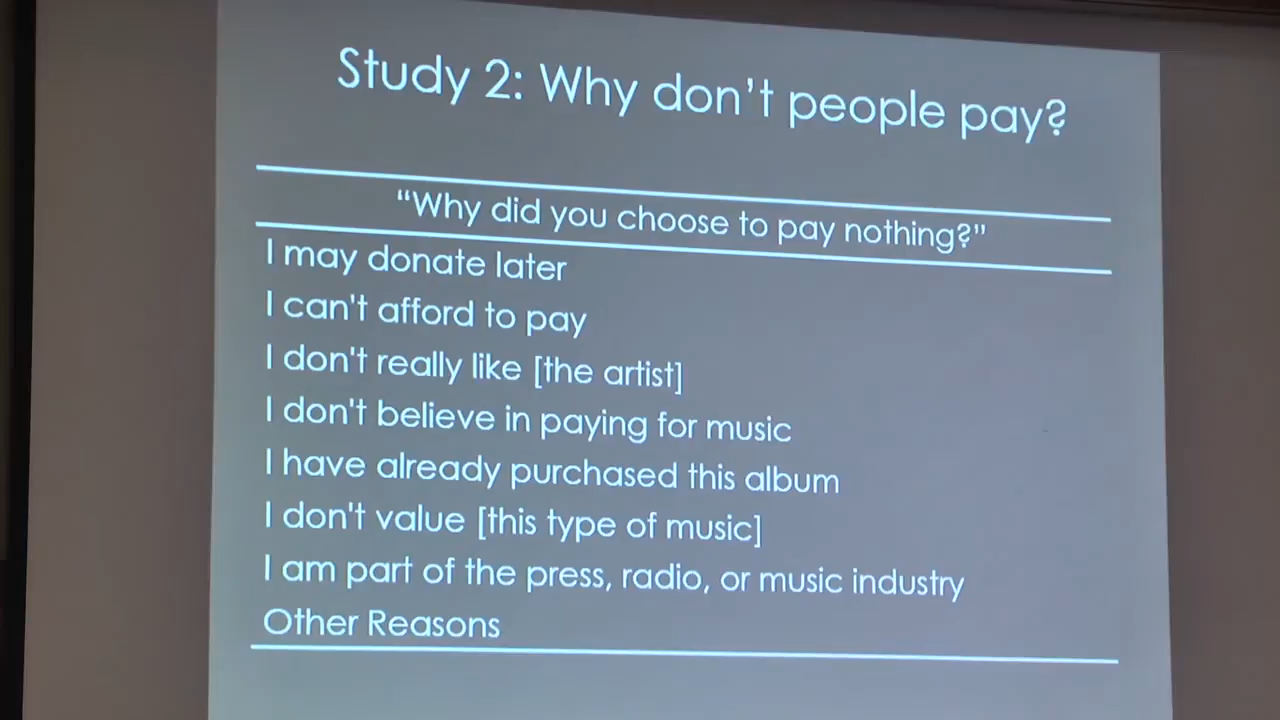 Study 2: Why don't people pay?
“Why did you choose to pay nothing?”
I may donate later
I can't afford to pay
I don't really like [the artist]
I don't believe in paying for music
I have already purchased this album
I don't value [this type of music]
I am part of the press, radio, or music industry
Other Reasons